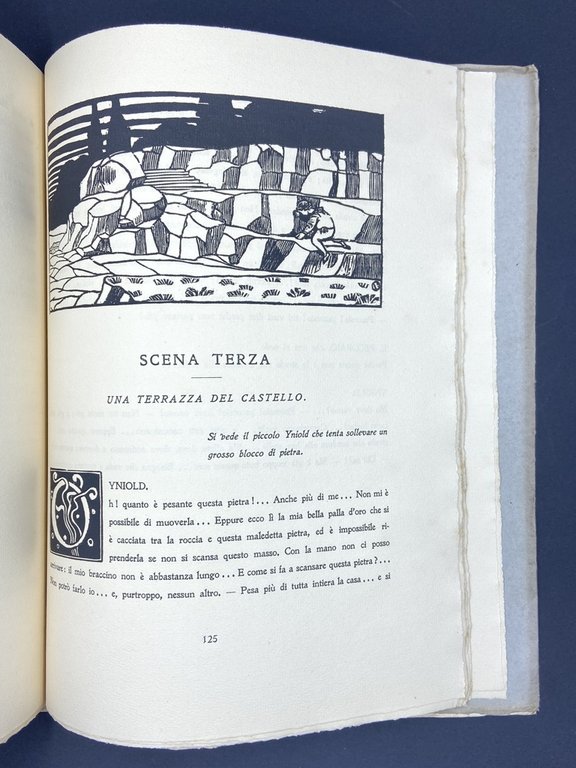 SCENA TERZA
UNA TERRAZZA DEL CASTELLO.
Si vede il piccolo Yniold che tenta sollevare un
grosso blocco di pietra.
YNIOLD.
Oh! quanto è pesante questa pietra!... Anche più di me... Non mi è
possibile di muoverla... Eppure ecco lì la mia bella palla d'oro che si
è cacciata tra la roccia e questa maledetta pietra, ed è impossibile ri-
prenderla se non si scansa questo masso. Con la mano non ci posso
arrivare: il mio braccino non è abbastanza lungo... E come si fa a scansare questa pietra?...
Non potrò farlo io... e, purtroppo, nessun altro. — Pesa più di tutta intiera la casa... e si
125